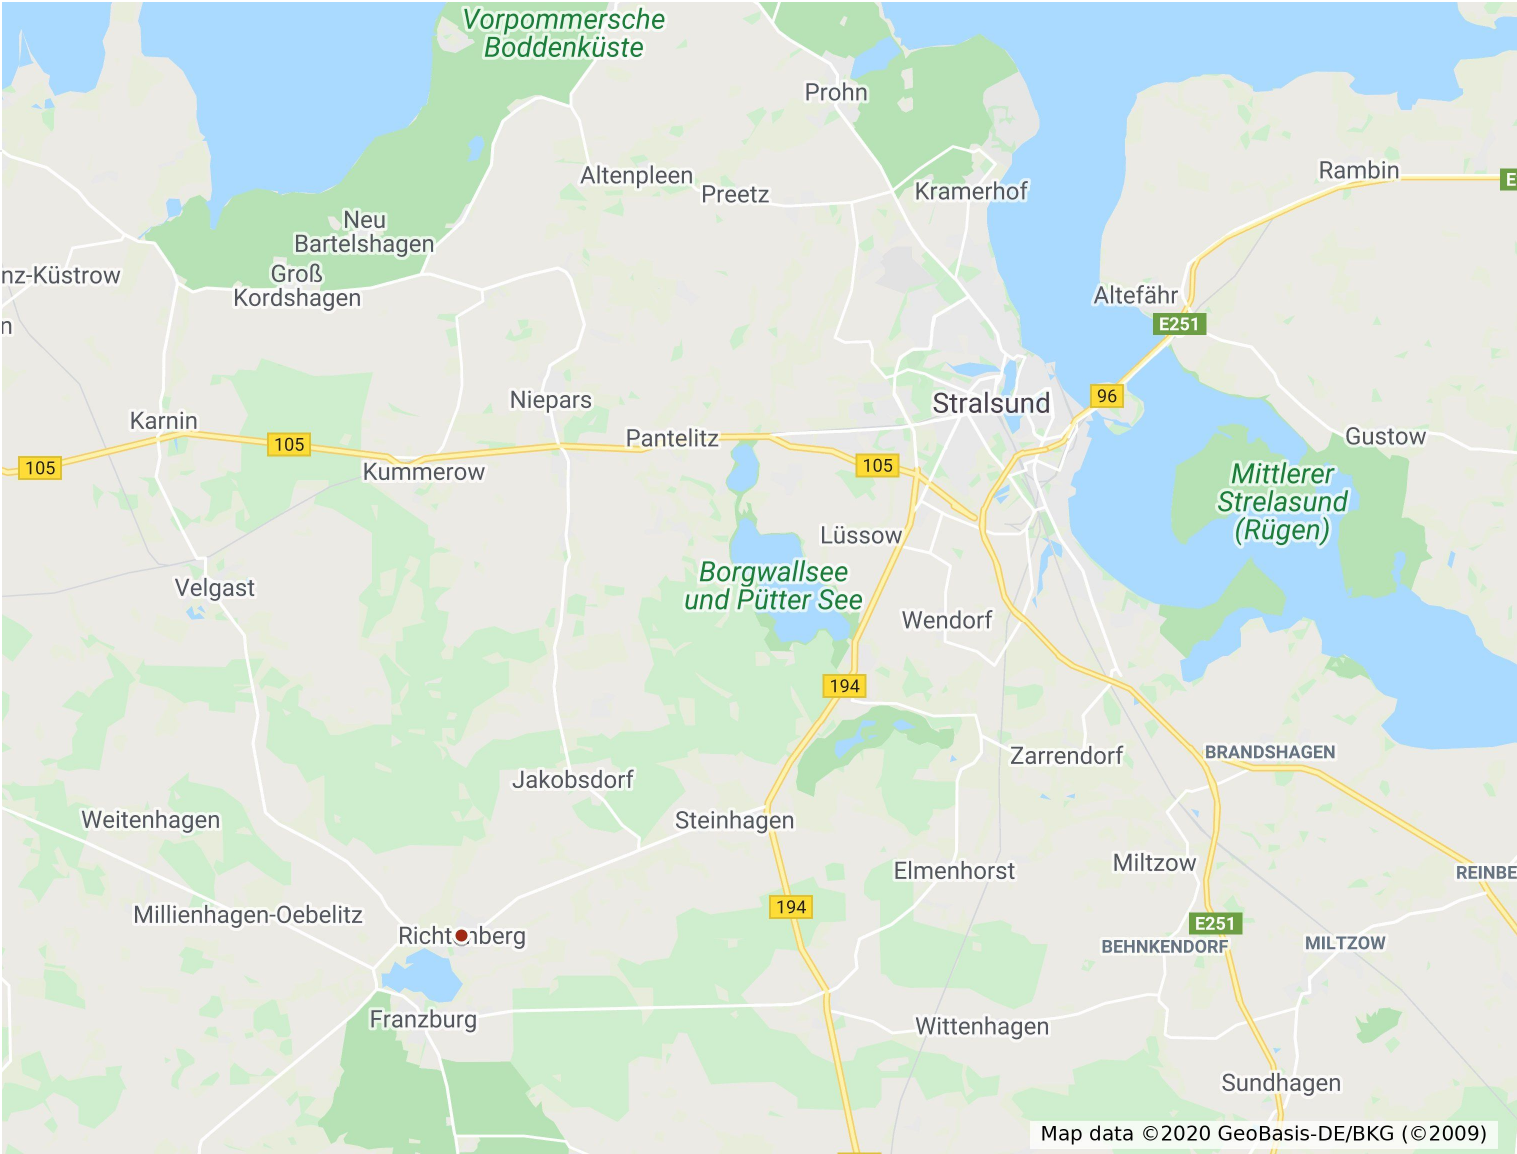 Vorpommersche
Boddenküste
Prohn
Rambin
E
Altenpleen
Preetz
Kramerhof
Neu
Bartelshagen
nz-Küstrow
Groß
Kordshagen
Altefähr
n
E251
Niepars
Stralsund
96
Karnin
Pantelitz
Gustow
105
105
105
Kummerow
Mittlerer
Strelasund
(Rügen)
Lüssow
Borgwallsee
und Pütter See
Velgast
Wendorf
194
Zarrendorf
BRANDSHAGEN
Jakobsdorf
Weitenhagen
Steinhagen
Elmenhorst
Miltzow
REINBE
194
Millienhagen-Oebelitz
E251
Richt nberg
BEHNKENDORF
MILTZOW
Franzburg
Wittenhagen
Sundhagen
Map data ©2020 GeoBasis-DE/BKG (©2009)